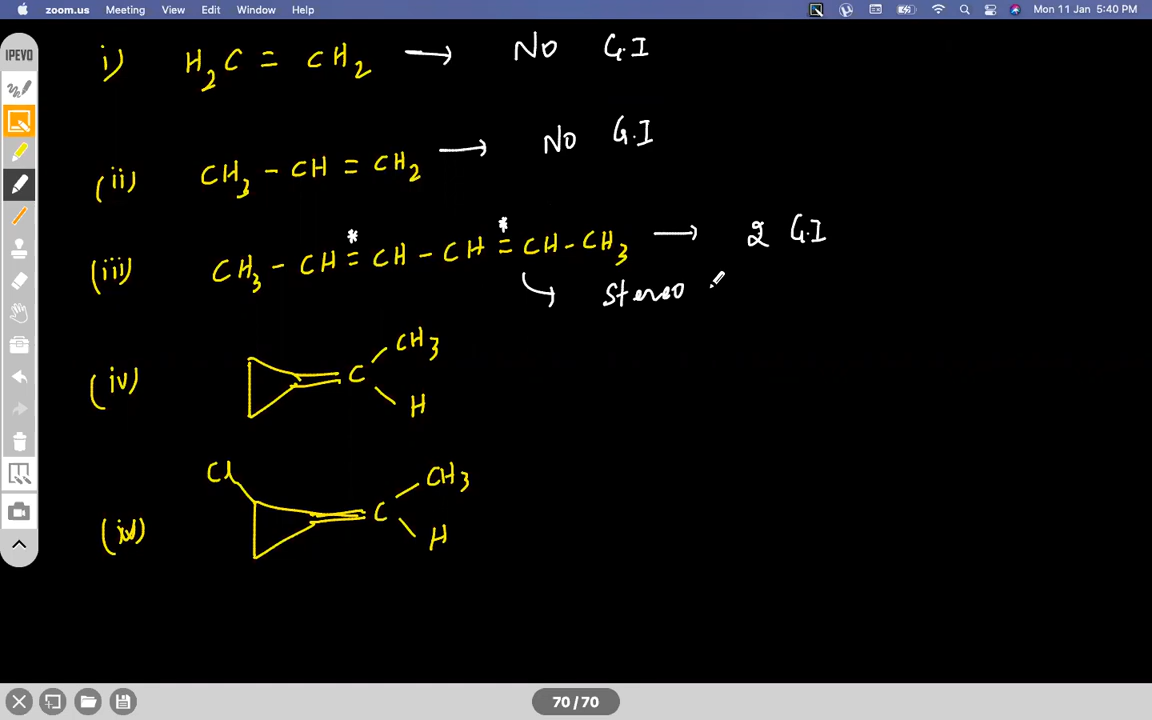 zoom.us Meeting View Edit Window Help Mon 11 Jan 5:40 PM
IPEVO
i) H₂C = CH₂ → No G.I
(ii) CH₃ - CH = CH₂ → No G.I
* *
(iii) CH₃ - CH = CH - CH = CH - CH₃ → 2 G.I
↳ Stereo
CH₃
(iv) C
H
Cl CH₃
C
H
70 / 70